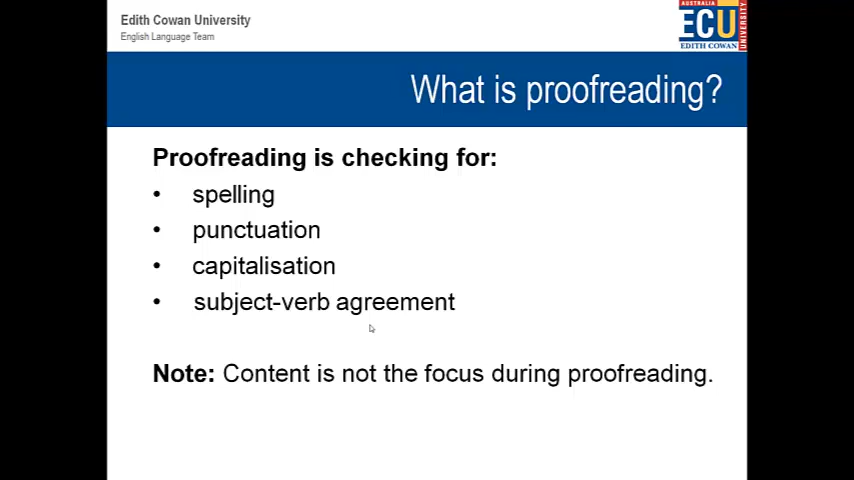 Edith Cowan University
English Language Team
AUSTRALIA
ECU
EDITH COWAN
UNIVERSITY
What is proofreading?
Proofreading is checking for:
• spelling
• punctuation
• capitalisation
• subject-verb agreement
Note: Content is not the focus during proofreading.